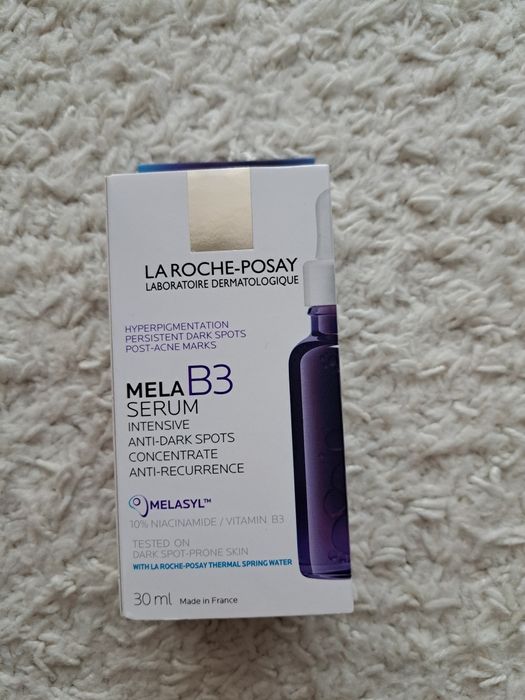 LA ROCHE-POSAY
LABORATOIRE DERMATOLOGIQUE
HYPERPIGMENTATION
PERSISTENT DARK SPOTS
POST-ACNE MARKS
MELA B3
SERUM
INTENSIVE
ANTI-DARK SPOTS
CONCENTRATE
ANTI-RECURRENCE
MELASYL™
10% NIACINAMIDE / VITAMIN B3
TESTED ON
DARK SPOT-PRONE SKIN
WITH LA ROCHE-POSAY THERMAL SPRING WATER
30 ml Made in France